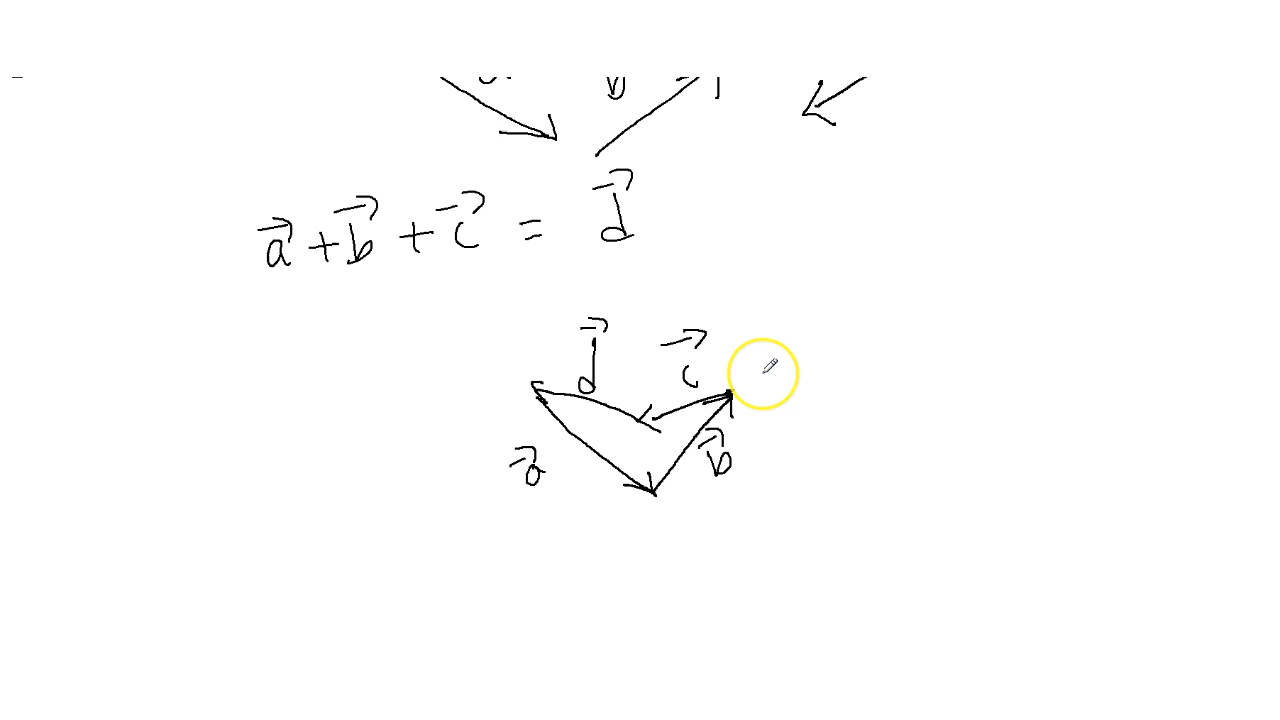 a⃗ + b⃗ + c⃗ = d⃗
d⃗ c⃗
a⃗ b⃗